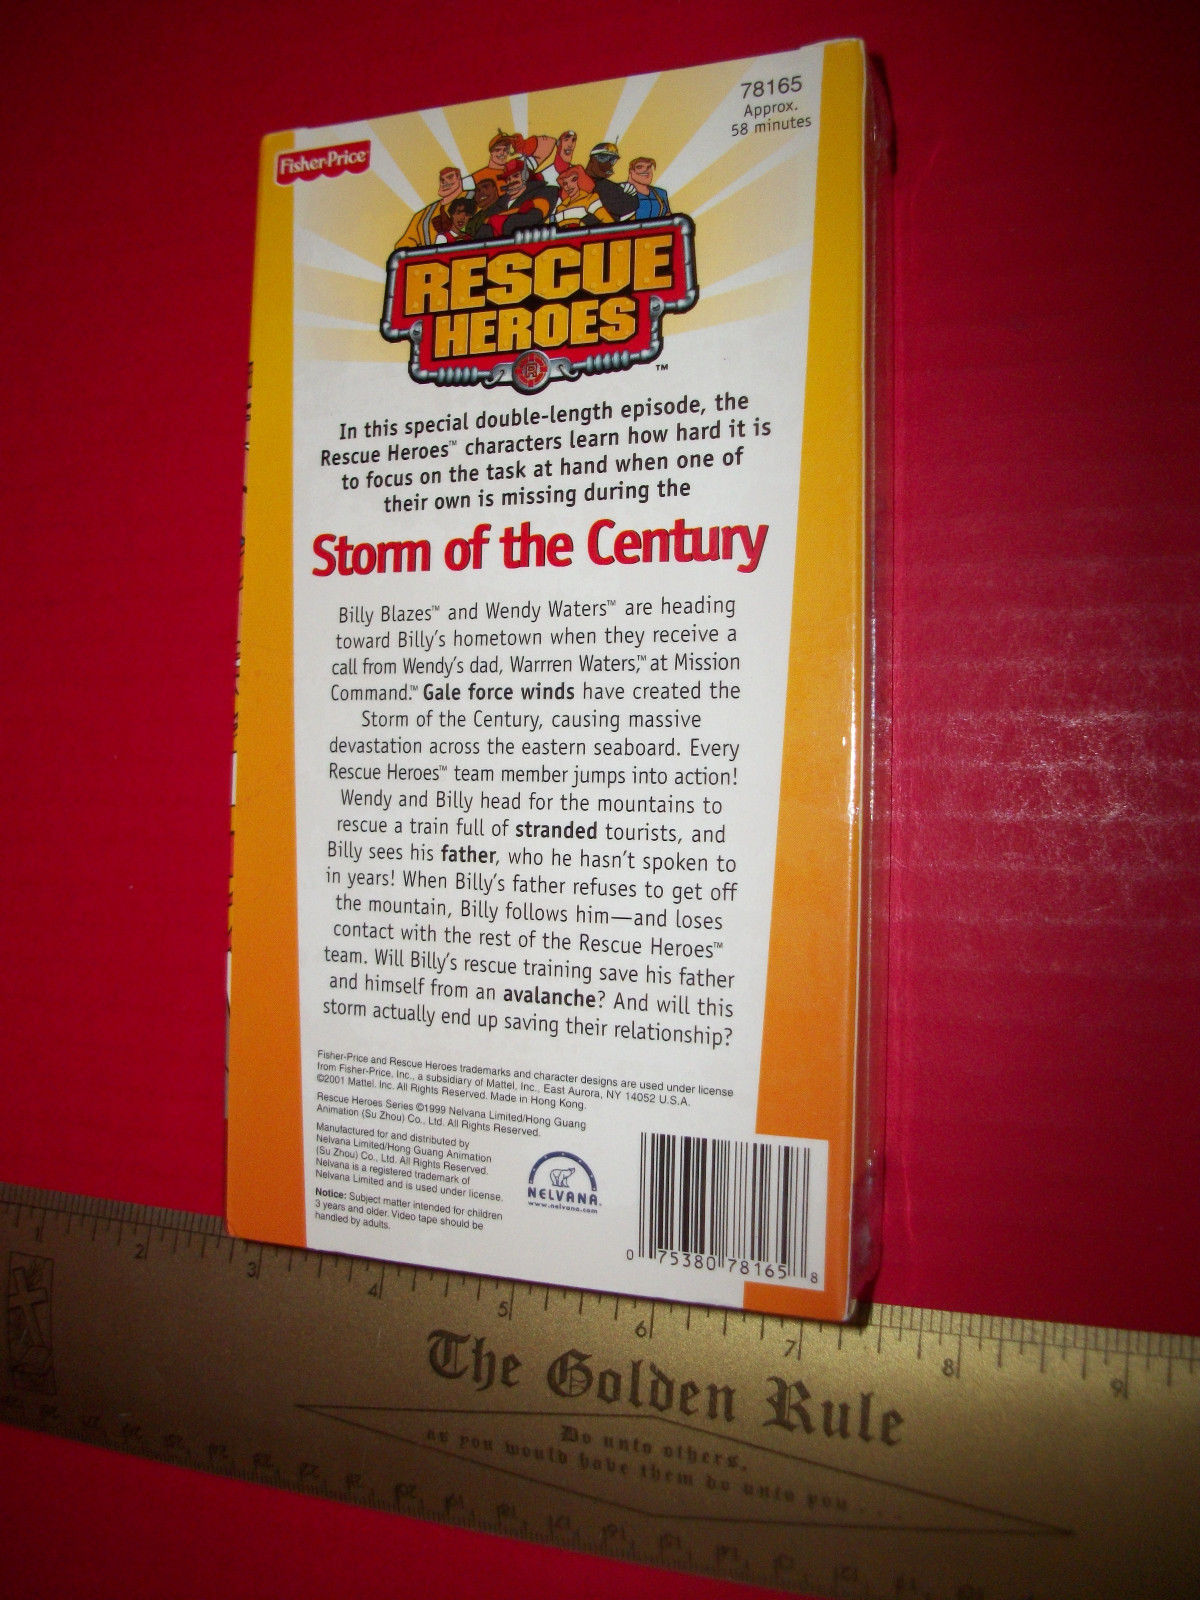 78165
Approx.
58 minutes
Fisher-Price
RESCUE
HEROES
™
In this special double-length episode, the
Rescue Heroes™ characters learn how hard it is
to focus on the task at hand when one of
their own is missing during the
Storm of the Century
Billy Blazes™ and Wendy Waters™ are heading
toward Billy's hometown when they receive a
call from Wendy's dad, Warrren Waters,™ at Mission
Command.™ Gale force winds have created the
Storm of the Century, causing massive
devastation across the eastern seaboard. Every
Rescue Heroes™ team member jumps into action!
Wendy and Billy head for the mountains to
rescue a train full of stranded tourists, and
Billy sees his father, who he hasn't spoken to
in years! When Billy's father refuses to get off
the mountain, Billy follows him—and loses
contact with the rest of the Rescue Heroes™
team. Will Billy's rescue training save his father
and himself from an avalanche? And will this
storm actually end up saving their relationship?
Fisher-Price and Rescue Heroes trademarks and character designs are used under license
from Fisher-Price, Inc., a subsidiary of Mattel, Inc., East Aurora, NY 14052 U.S.A.
©2001 Mattel, Inc. All Rights Reserved. Made in Hong Kong.
Rescue Heroes Series ©1999 Nelvana Limited/Hong Guang
Animation (Su Zhou) Co., Ltd. All Rights Reserved.
Manufactured for and distributed by
Nelvana Limited/Hong Guang Animation
(Su Zhou) Co., Ltd. All Rights Reserved.
Nelvana is a registered trademark of
Nelvana Limited and is used under license.
Notice: Subject matter intended for children
3 years and older. Video tape should be
handled by adults.
NELVANA
www.nelvana.com
0 75380 78165 8
1 2 3 4 5 6 7 8 9
The Golden Rule
Do unto others,
as you would have them do unto you . . .